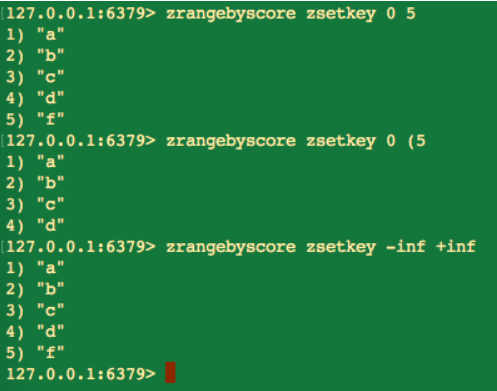 127.0.0.1:6379> zrangebyscore zsetkey 0 5
1) "a"
2) "b"
3) "c"
4) "d"
5) "f"
127.0.0.1:6379> zrangebyscore zsetkey 0 (5
1) "a"
2) "b"
3) "c"
4) "d"
127.0.0.1:6379> zrangebyscore zsetkey -inf +inf
1) "a"
2) "b"
3) "c"
4) "d"
5) "f"
127.0.0.1:6379>